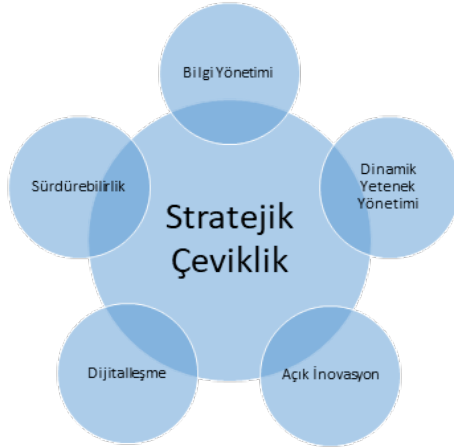 Bilgi Yönetimi
Sürdürebilirlik
Dinamik
Yetenek
Yönetimi
Stratejik
Çeviklik
Dijitalleşme
Açık İnovasyon